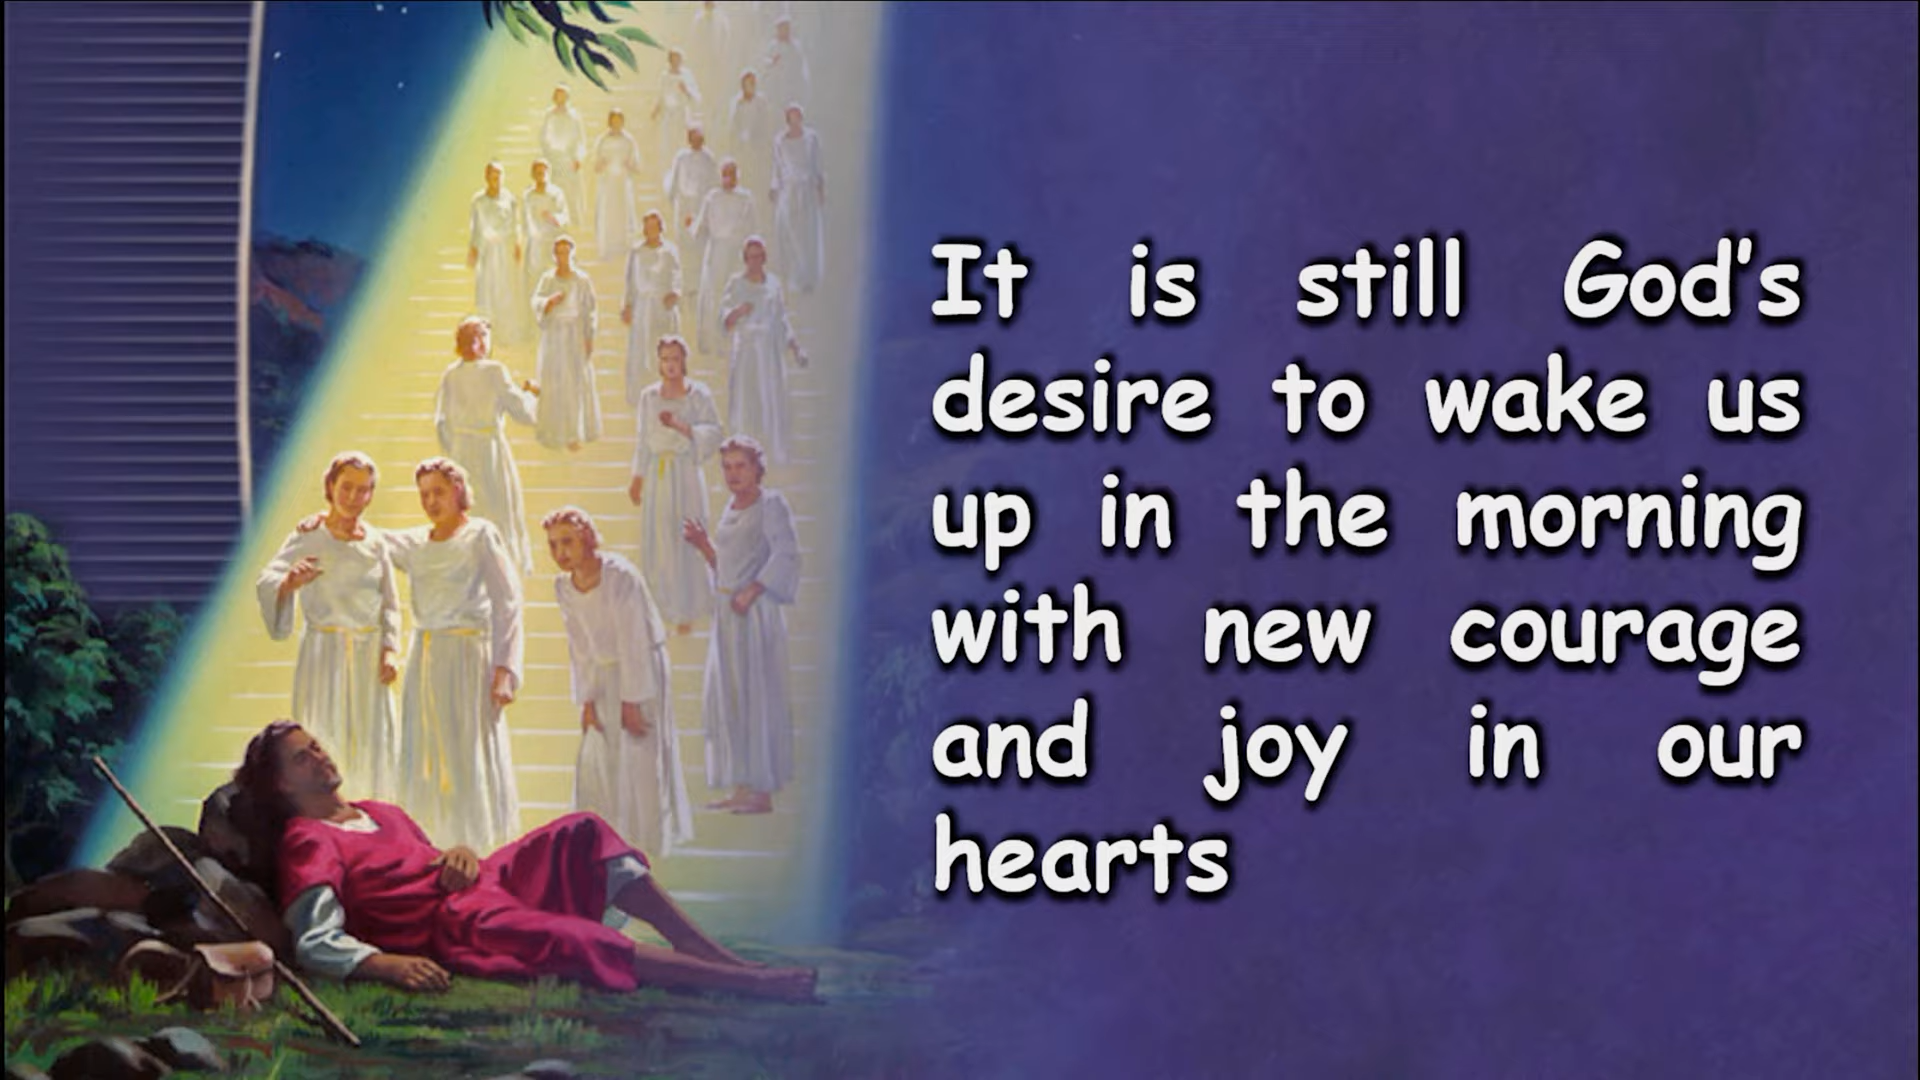 It is still God's
desire to wake us
up in the morning
with new courage
and joy in our
hearts